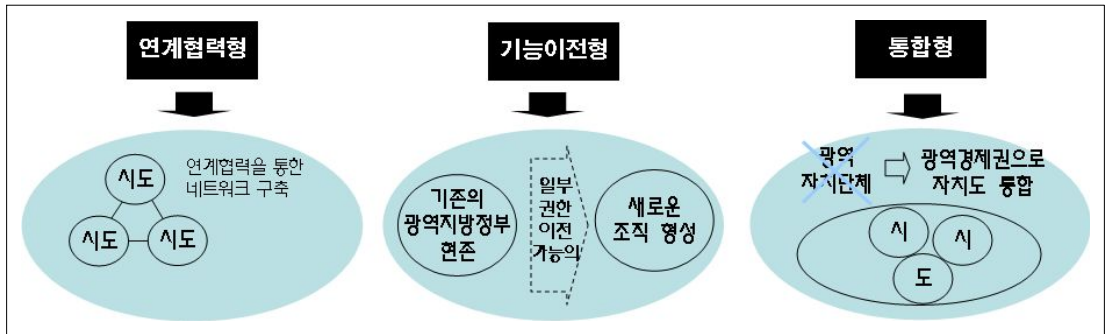 연계협력형
시도
시도
시도
연계협력을 통한
네트워크 구축
기능이전형
기존의
광역지방정부
현존
일부
권한
이전
가능의
새로운
조직 형성
통합형
광역
자치단체
광역경제권으로
자치도 통합
시
시
도